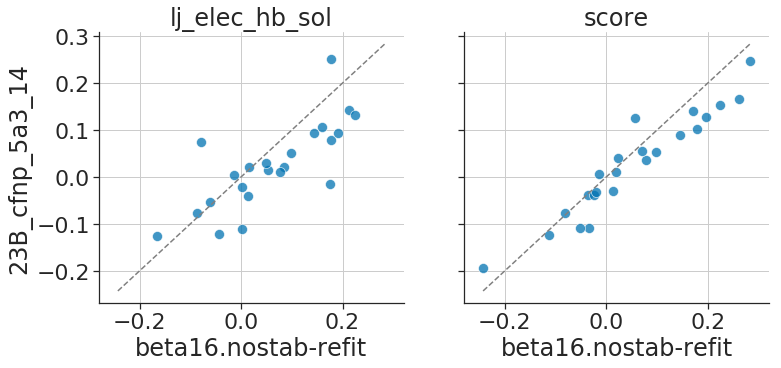 lj_elec_hb_sol
score
0.3
0.2
0.1
0.0
−0.1
−0.2
23B_cfnp_5a3_14
−0.2
0.0
0.2
−0.2
0.0
0.2
beta16.nostab-refit
beta16.nostab-refit